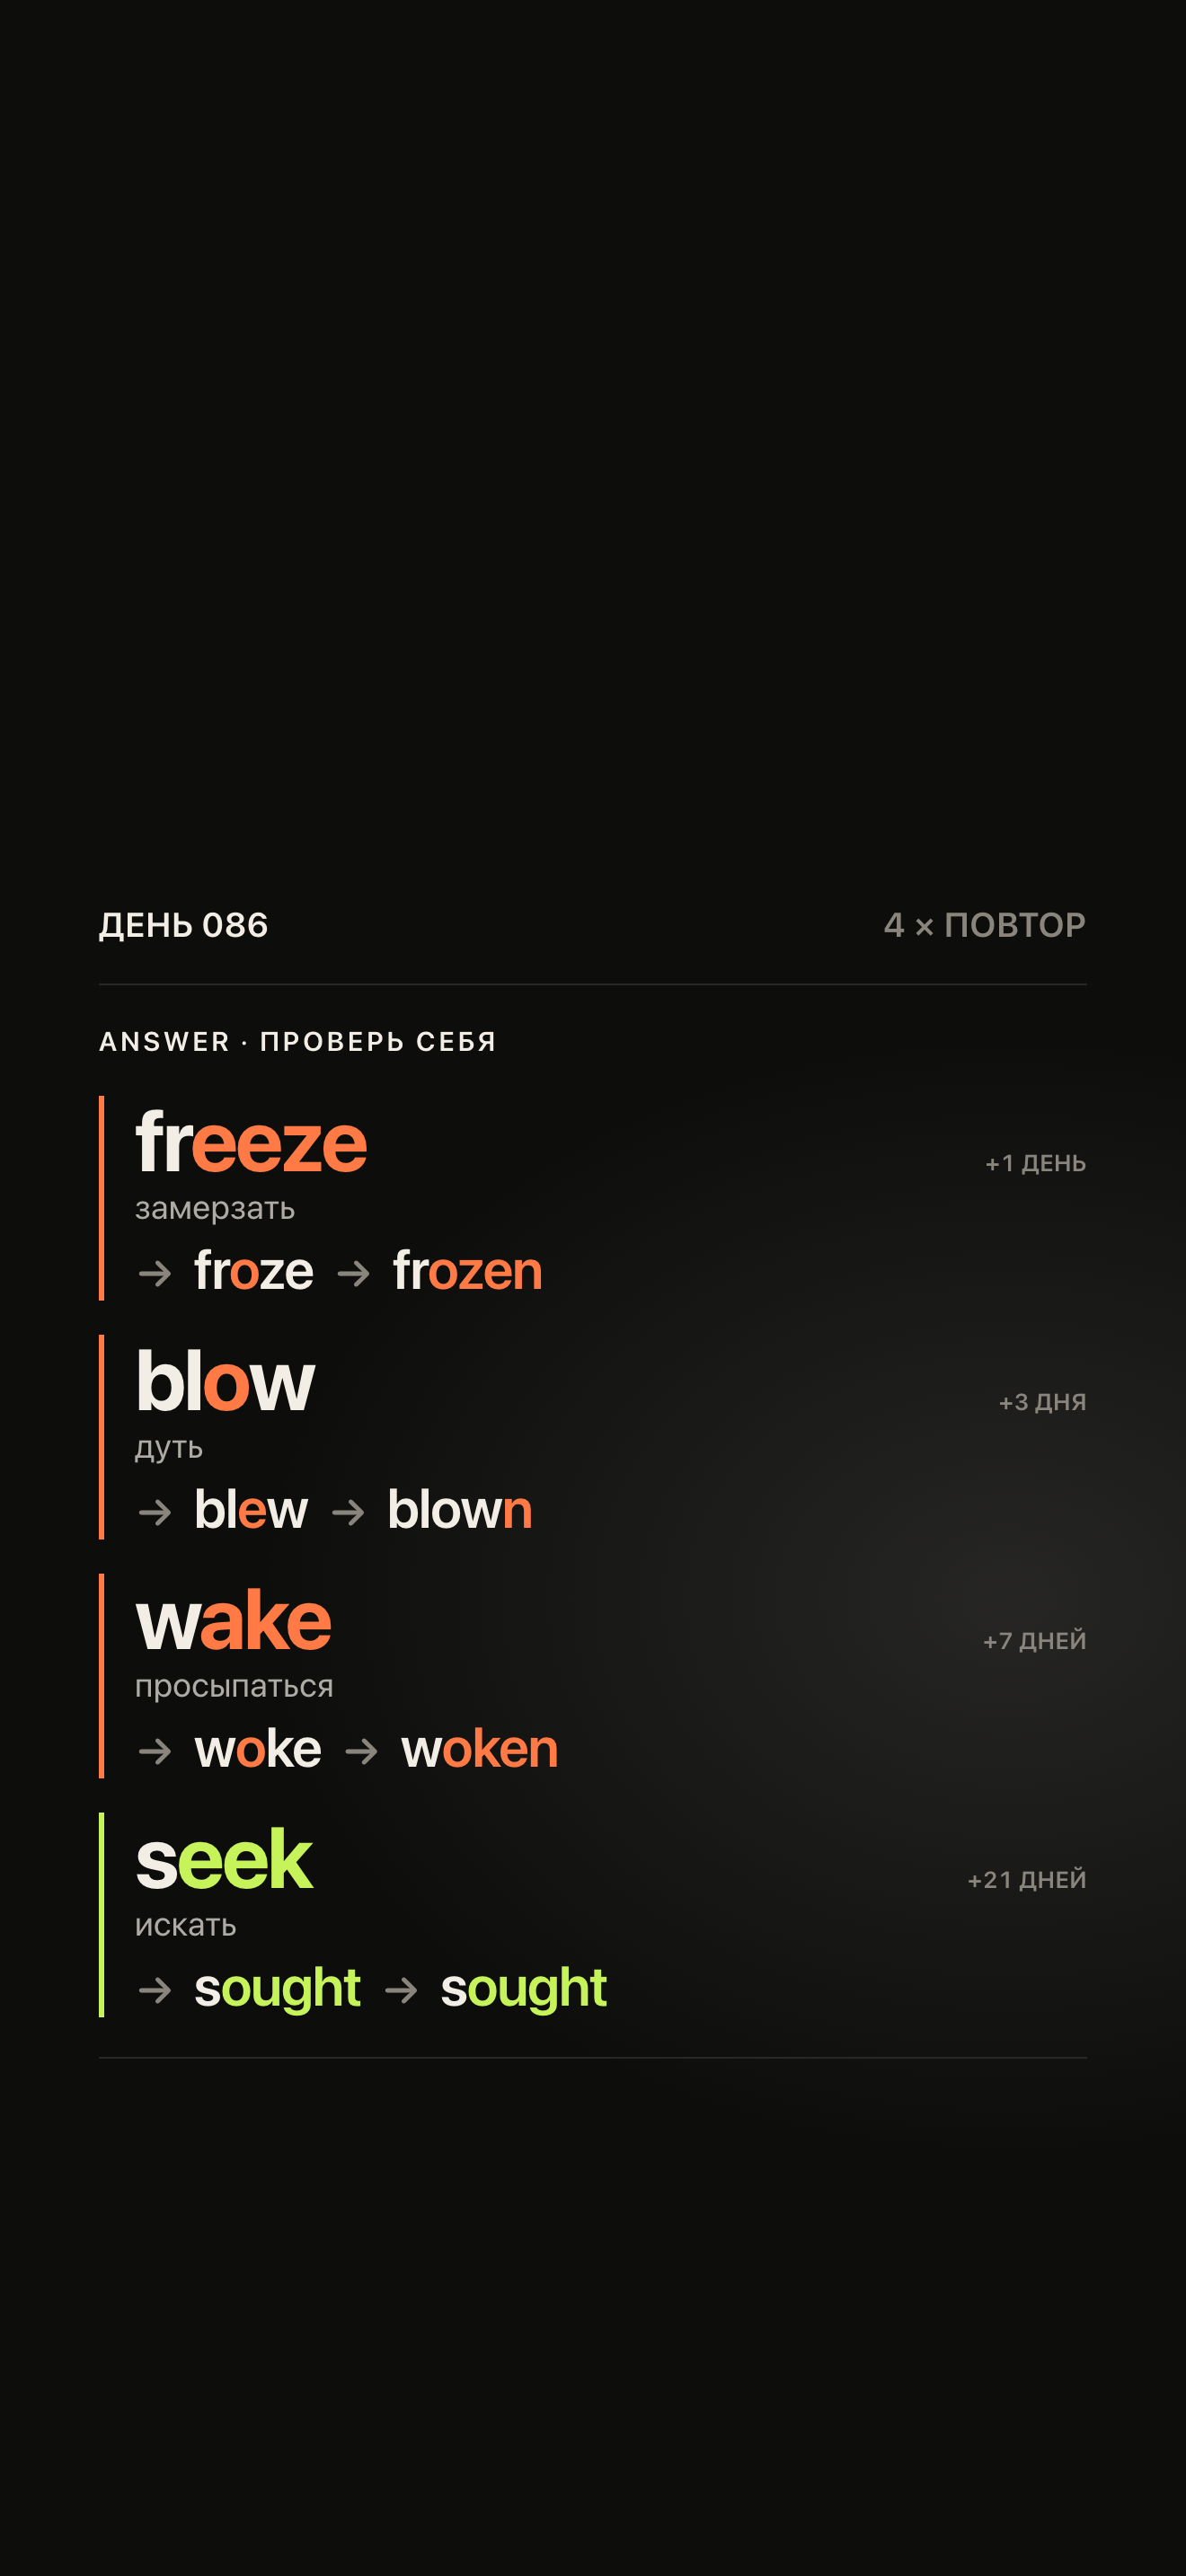 ДЕНЬ 086 4 × ПОВТОР
ANSWER · ПРОВЕРЬ СЕБЯ
freeze +1 ДЕНЬ
замерзать
→ froze → frozen
blow +3 ДНЯ
дуть
→ blew → blown
wake +7 ДНЕЙ
просыпаться
→ woke → woken
seek +21 ДНЕЙ
искать
→ sought → sought